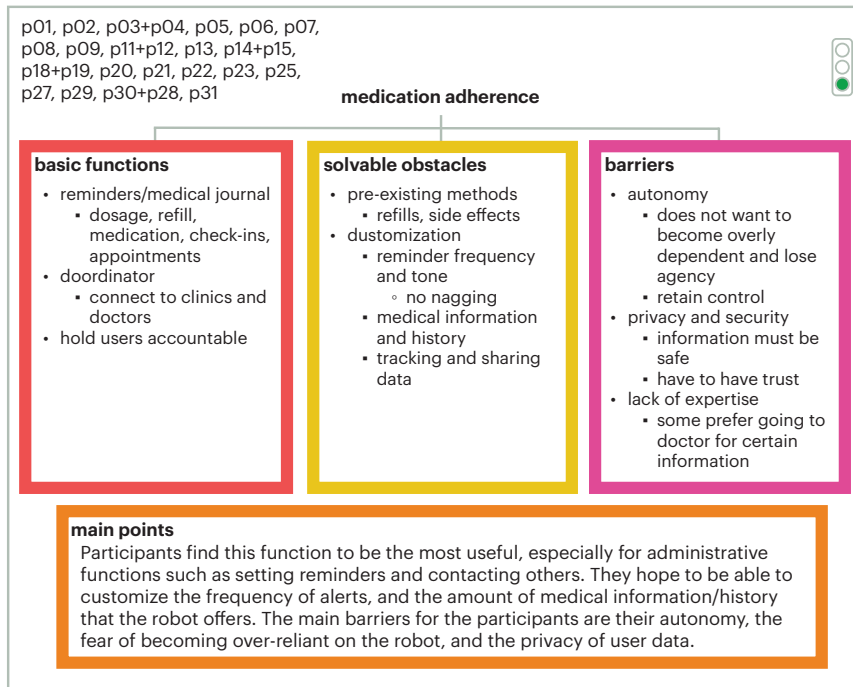 p01, p02, p03+p04, p05, p06, p07,
p08, p09, p11+p12, p13, p14+p15,
p18+p19, p20, p21, p22, p23, p25,
p27, p29, p30+p28, p31
medication adherence
basic functions
• reminders/medical journal
▪ dosage, refill,
medication, check-ins,
appointments
• doordinator
▪ connect to clinics and
doctors
• hold users accountable
solvable obstacles
• pre-existing methods
▪ refills, side effects
• dustomization
▪ reminder frequency
and tone
◦ no nagging
▪ medical information
and history
▪ tracking and sharing
data
barriers
• autonomy
▪ does not want to
become overly
dependent and lose
agency
▪ retain control
• privacy and security
▪ information must be
safe
▪ have to have trust
• lack of expertise
▪ some prefer going to
doctor for certain
information
main points
Participants find this function to be the most useful, especially for administrative
functions such as setting reminders and contacting others. They hope to be able to
customize the frequency of alerts, and the amount of medical information/history
that the robot offers. The main barriers for the participants are their autonomy, the
fear of becoming over-reliant on the robot, and the privacy of user data.